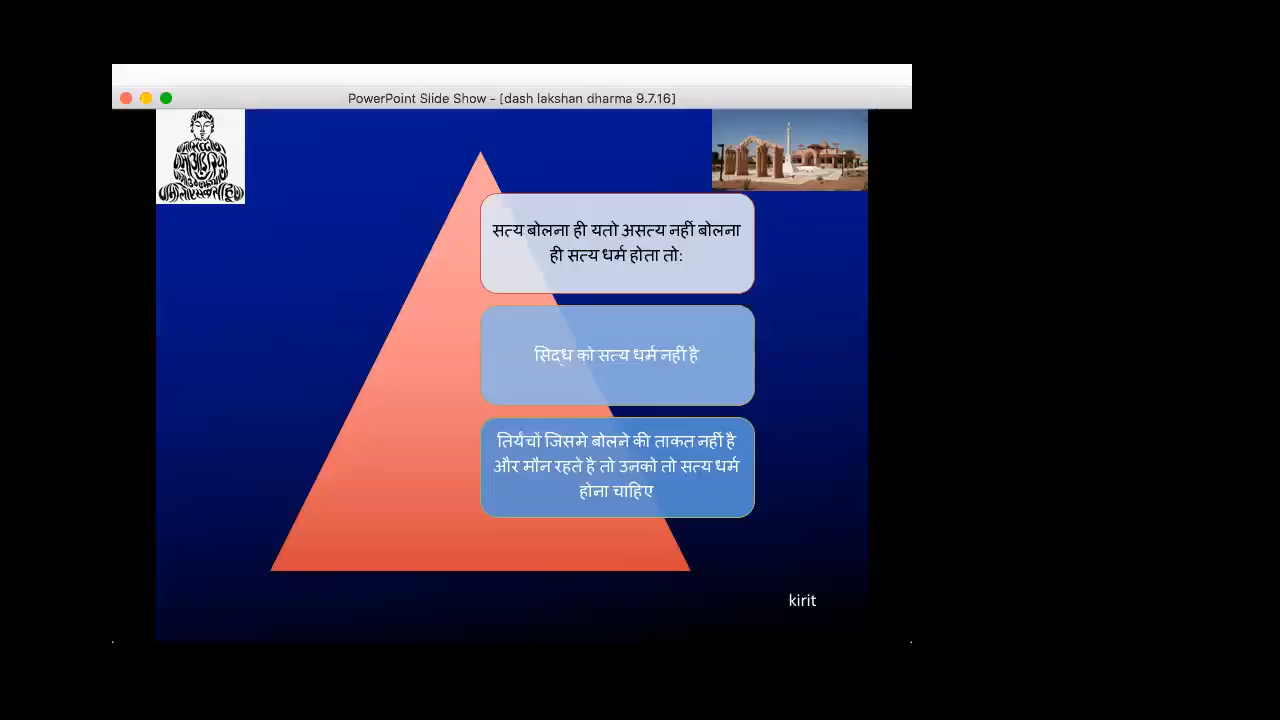 PowerPoint Slide Show - [dash lakshan dharma 9.7.16]
सत्य बोलना ही यतो असत्य नहीं बोलना
ही सत्य धर्म होता तो:
सिद्ध को सत्य धर्म नहीं है
तिर्यंचों जिसमे बोलने की ताकत नहीं है
और मौन रहते है तो उनको तो सत्य धर्म
होना चाहिए
kirit